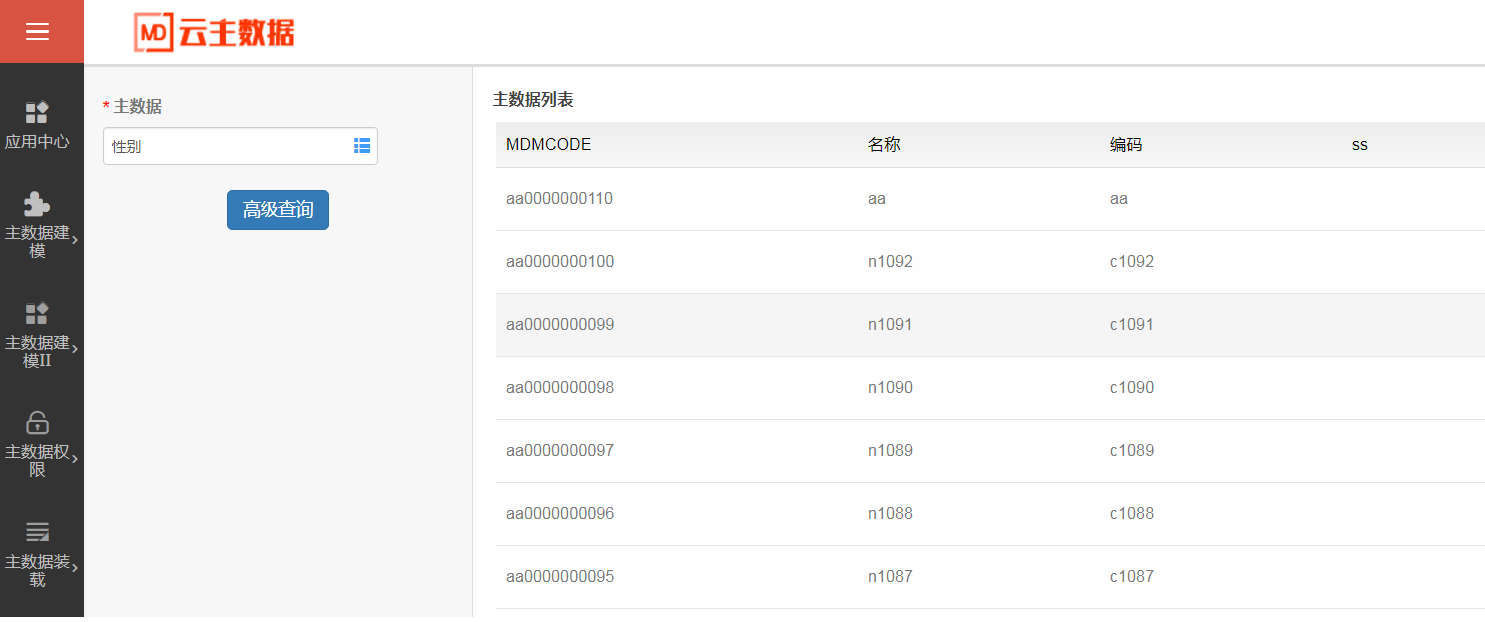 MD 云主数据
应用中心
主数据建
模
主数据建
模II
主数据权
限
主数据装
载
* 主数据
性别
高级查询
主数据列表
MDMCODE 名称 编码 ss
aa0000000110 aa aa
aa0000000100 n1092 c1092
aa0000000099 n1091 c1091
aa0000000098 n1090 c1090
aa0000000097 n1089 c1089
aa0000000096 n1088 c1088
aa0000000095 n1087 c1087